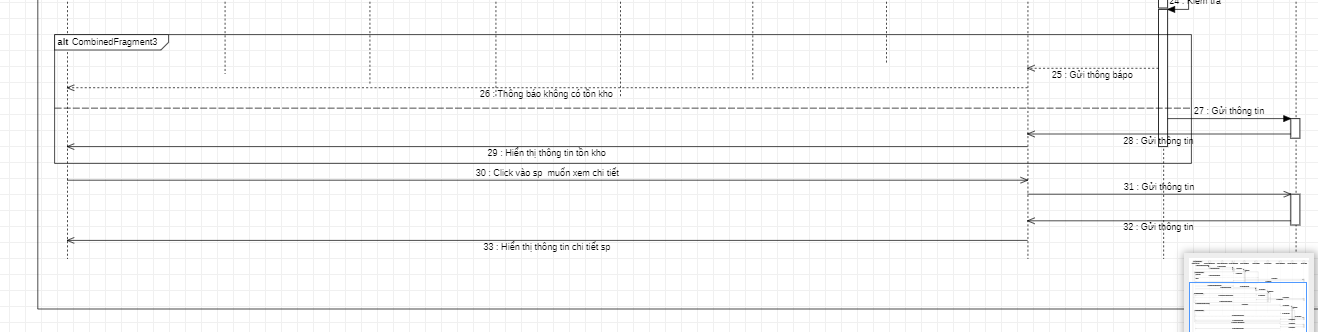 24 : Kiểm tra
alt CombinedFragment3
25 : Gửi thông bápo
26 : Thông báo không có tồn kho
27 : Gửi thông tin
28 : Gửi thông tin
29 : Hiển thị thông tin tồn kho
30 : Click vào sp muốn xem chi tiết
31 : Gửi thông tin
32 : Gửi thông tin
33 : Hiển thị thông tin chi tiết sp